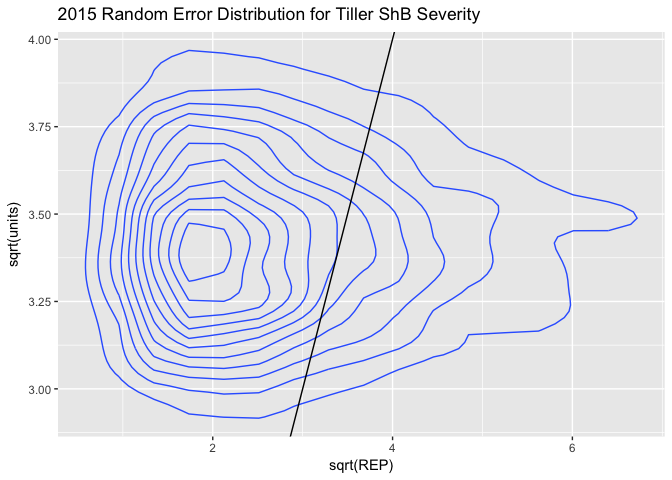 2015 Random Error Distribution for Tiller ShB Severity
4.00
3.75
3.50
3.25
3.00
sqrt(units)
2
4
6
sqrt(REP)